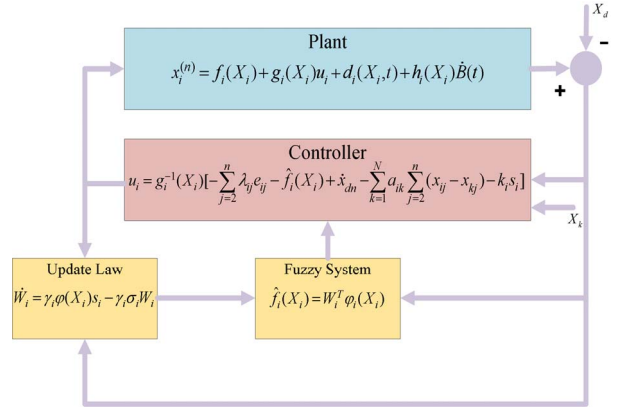 X_d
Plant
x_i^{(n)} = f_i(X_i) + g_i(X_i)u_i + d_i(X_i,t) + h_i(X_i)\dot{B}(t)
-
+
Controller
u_i = g_i^{-1}(X_i)[-\sum_{j=2}^{n} \lambda_{ij}e_{ij} - \hat{f}_i(X_i) + \dot{x}_{dn} - \sum_{k=1}^{N} a_{ik} \sum_{j=2}^{n} (x_{ij} - x_{kj}) - k_i s_i]
X_k
Update Law
\dot{W}_i = \gamma_i \varphi(X_i)s_i - \gamma_i \sigma_i W_i
Fuzzy System
\hat{f}_i(X_i) = W_i^T \varphi_i(X_i)